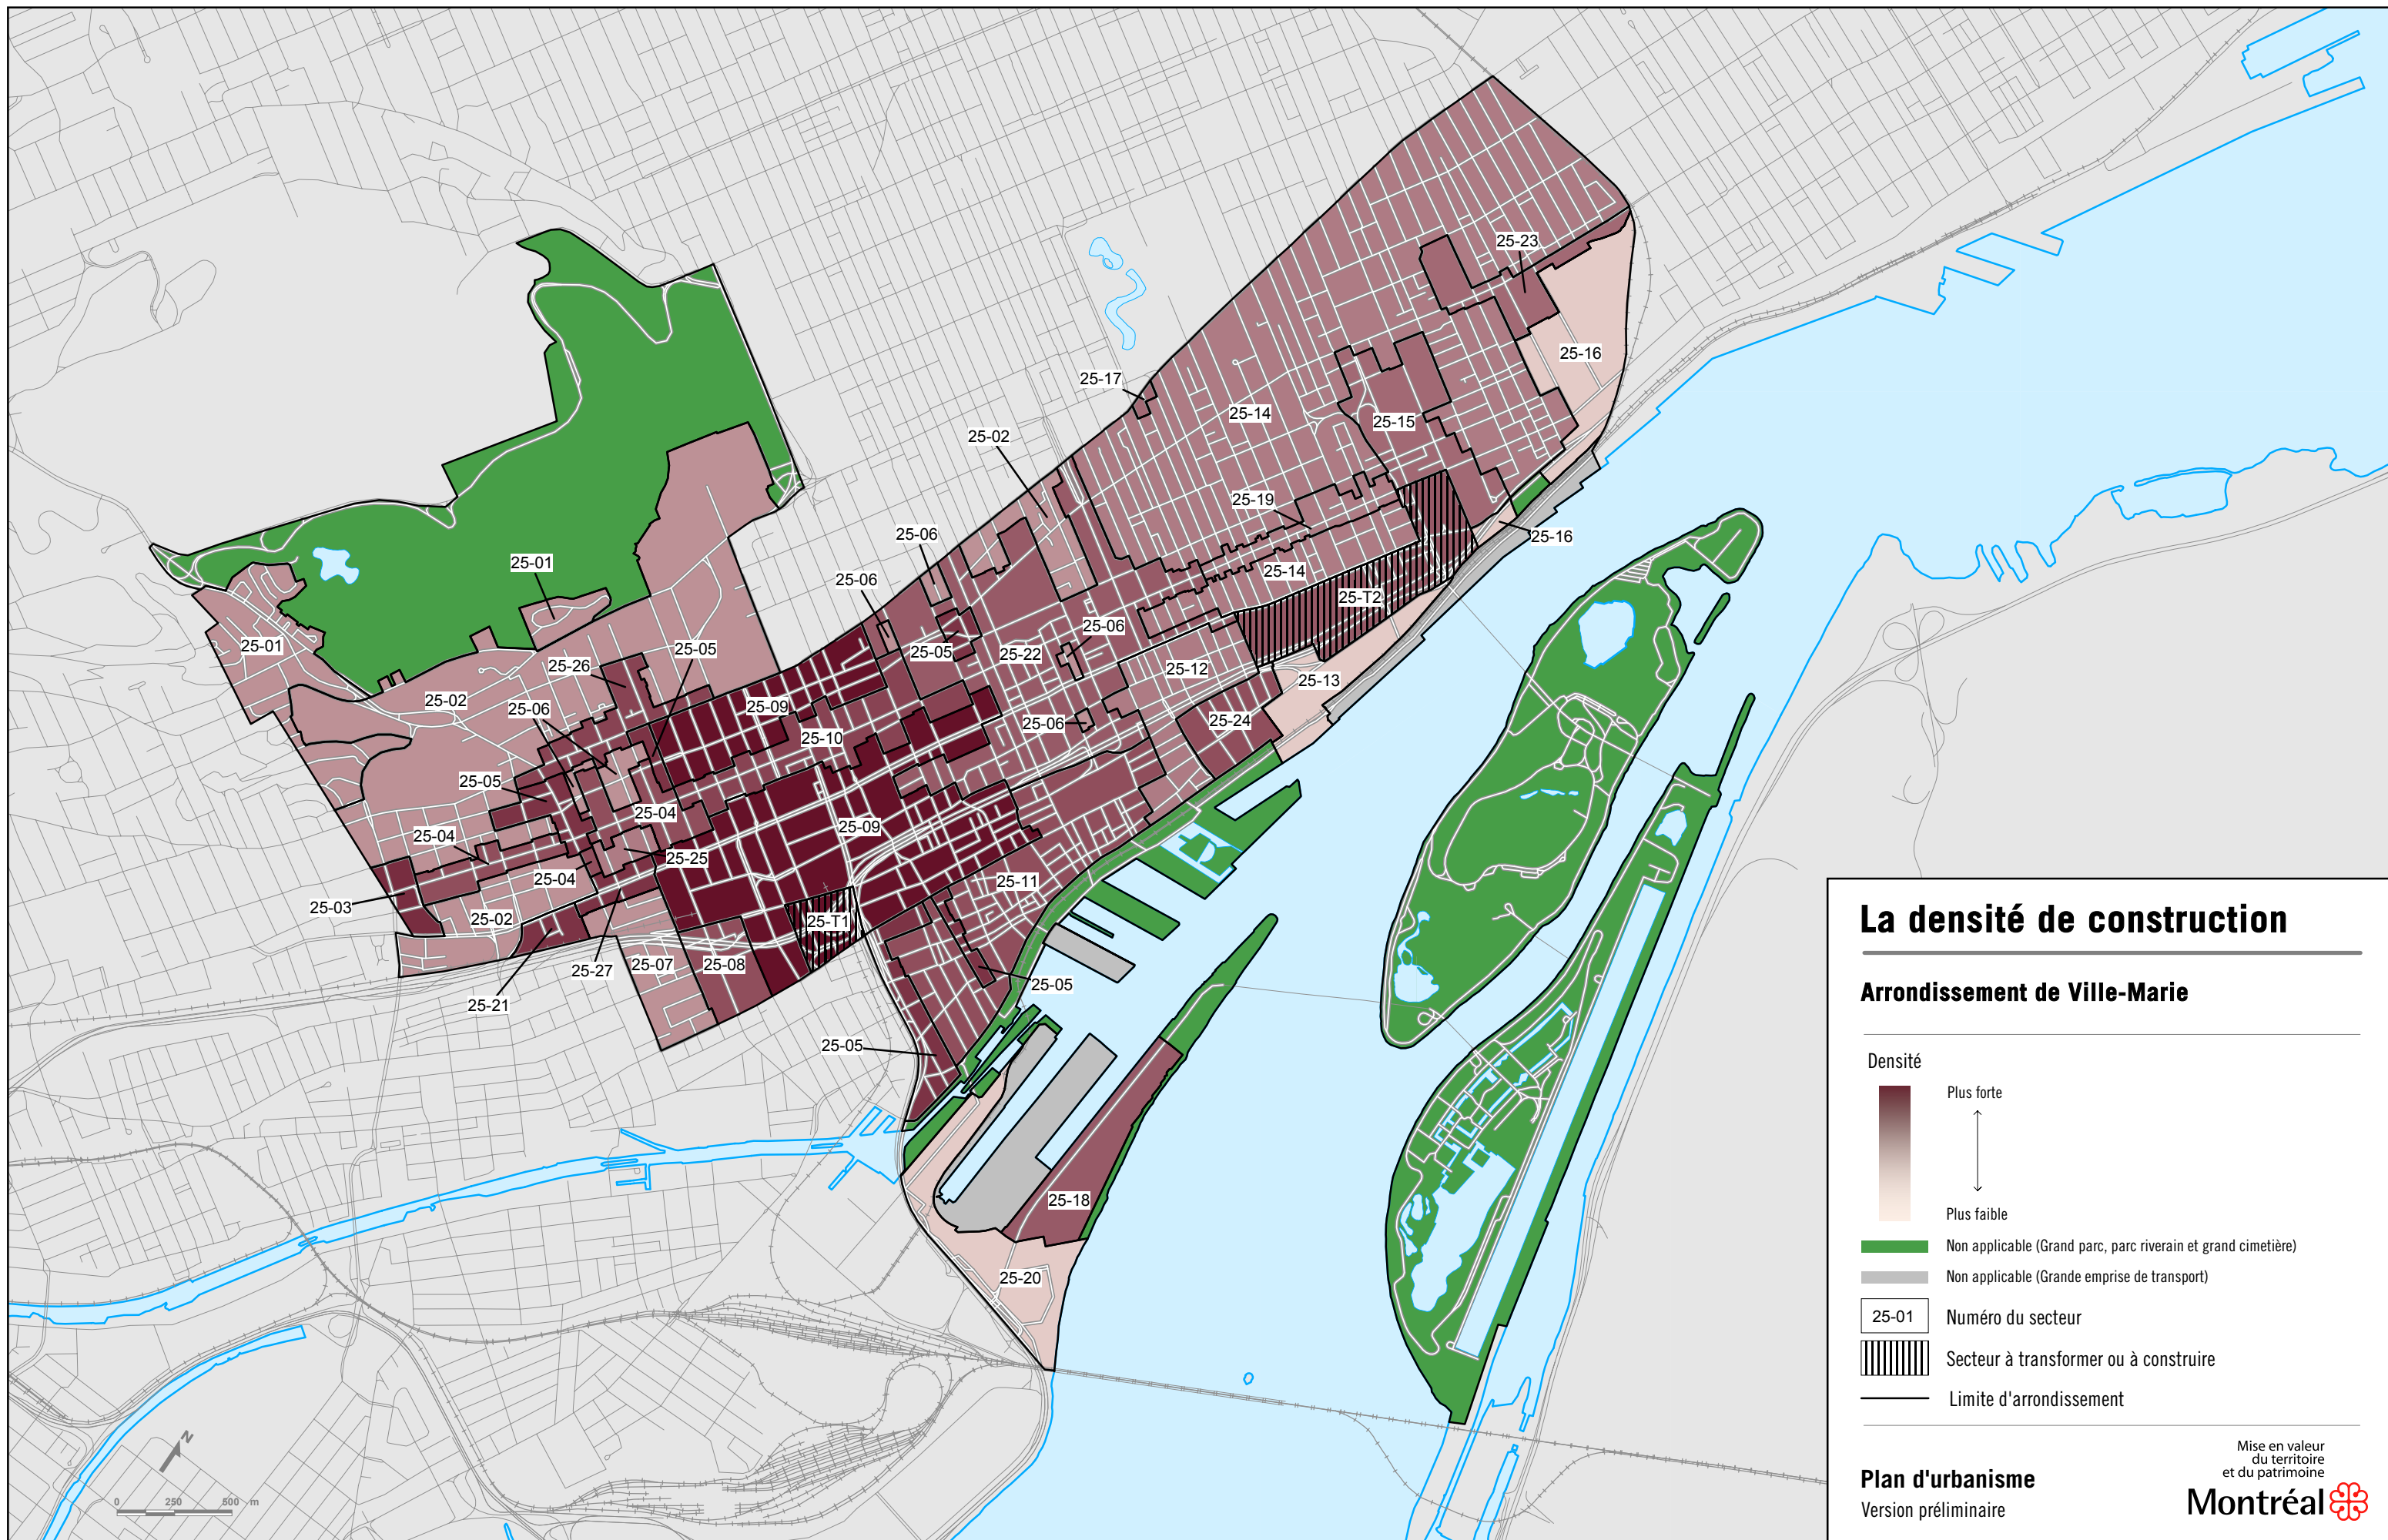 25-23
25-16
25-17
25-14
25-15
25-02
25-19
25-06
25-16
25-01
25-14
25-06
25-T2
25-06
25-01
25-05
25-05
25-22
25-26
25-12
25-13
25-02
25-09
25-06
25-24
25-06
25-10
25-05
25-04
25-09
25-04
25-25
25-04
25-11
25-03
25-02
25-T1
25-07
25-08
25-27
25-05
25-21
25-05
25-18
25-20
N
0 250 500 m
La densité de construction
Arrondissement de Ville-Marie
Densité
Plus forte
Plus faible
Non applicable (Grand parc, parc riverain et grand cimetière)
Non applicable (Grande emprise de transport)
25-01 Numéro du secteur
Secteur à transformer ou à construire
Limite d'arrondissement
Plan d'urbanisme
Version préliminaire
Mise en valeur
du territoire
et du patrimoine
Montréal